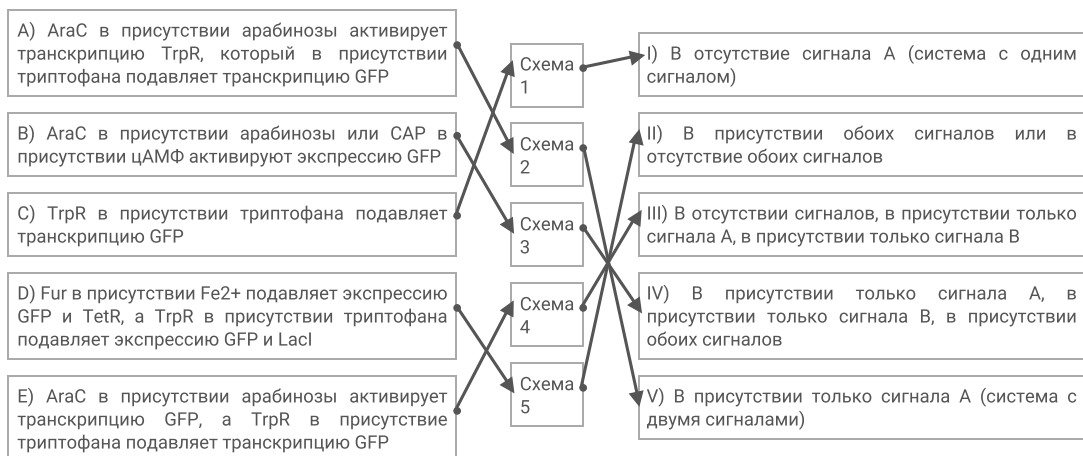 A) AraC в присутствии арабинозы активирует
транскрипцию TrpR, который в присутствии
триптофана подавляет транскрипцию GFP
B) AraC в присутствии арабинозы или CAP в
присутствии цАМФ активируют экспрессию GFP
C) TrpR в присутствии триптофана подавляет
транскрипцию GFP
D) Fur в присутствии Fe2+ подавляет экспрессию
GFP и TetR, а TrpR в присутствии триптофана
подавляет экспрессию GFP и LacI
E) AraC в присутствии арабинозы активирует
транскрипцию GFP, а TrpR в присутствие
триптофана подавляет транскрипцию GFP
Схема
1
Схема
2
Схема
3
Схема
4
Схема
5
I) В отсутствие сигнала А (система с одним
сигналом)
II) В присутствии обоих сигналов или в
отсутствие обоих сигналов
III) В отсутствии сигналов, в присутствии только
сигнала А, в присутствии только сигнала В
IV) В присутствии только сигнала А, в
присутствии только сигнала В, в присутствии
обоих сигналов
V) В присутствии только сигнала А (система с
двумя сигналами)